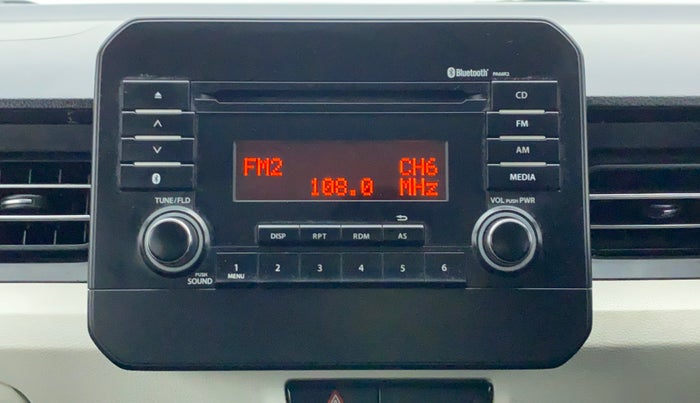 Bluetooth PA66R3
CD
FM
AM
MEDIA
FM2 CH6
108.0 MHz
TUNE/FLD
VOL PUSH PWR
DISP RPT RDM AS
PUSH SOUND
1 2 3 4 5 6
MENU